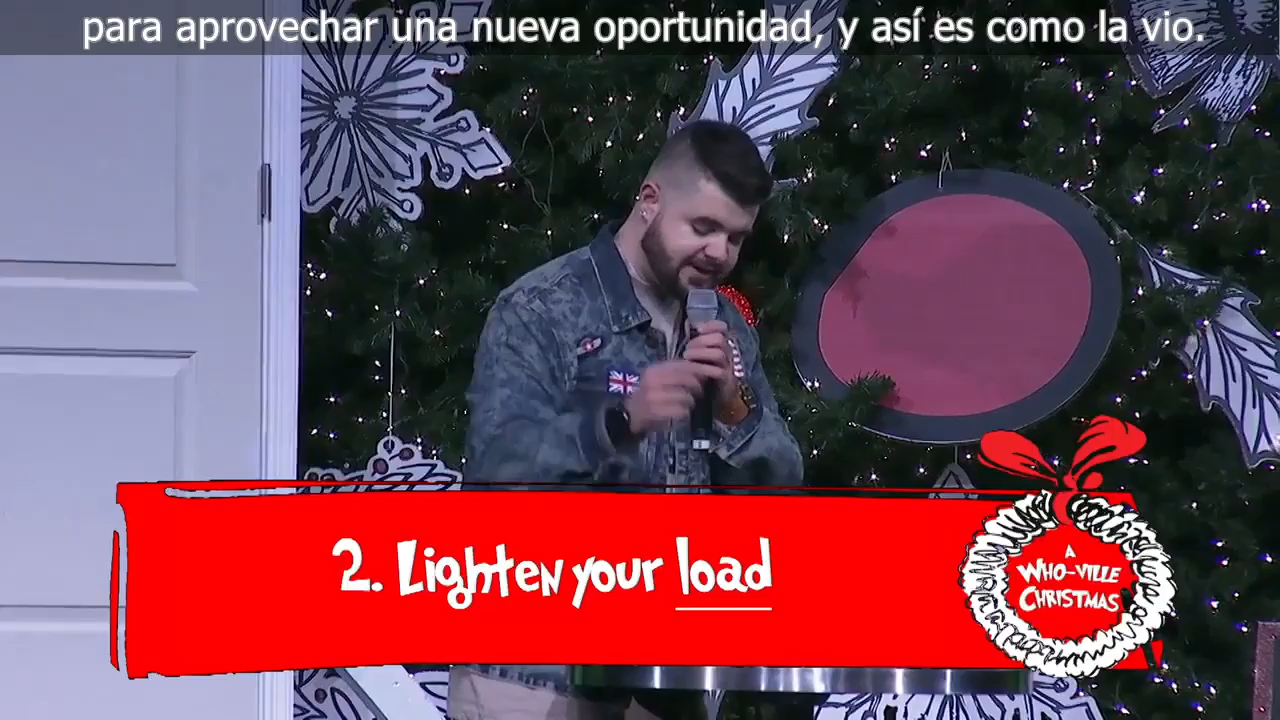 para aprovechar una nueva oportunidad, y así es como la vio.
2. Lighten your load
A
WHO-VILLE
CHRISTMAS